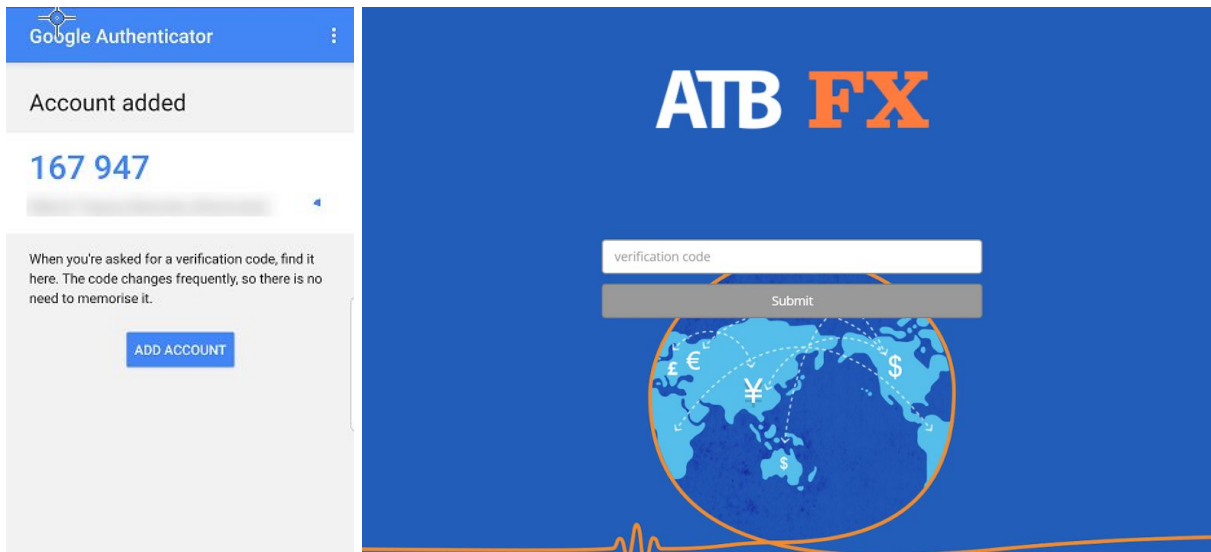 Google Authenticator
Account added
167 947
When you're asked for a verification code, find it
here. The code changes frequently, so there is no
need to memorise it.
ADD ACCOUNT
ATB FX
verification code
Submit
£
€
¥
$
$